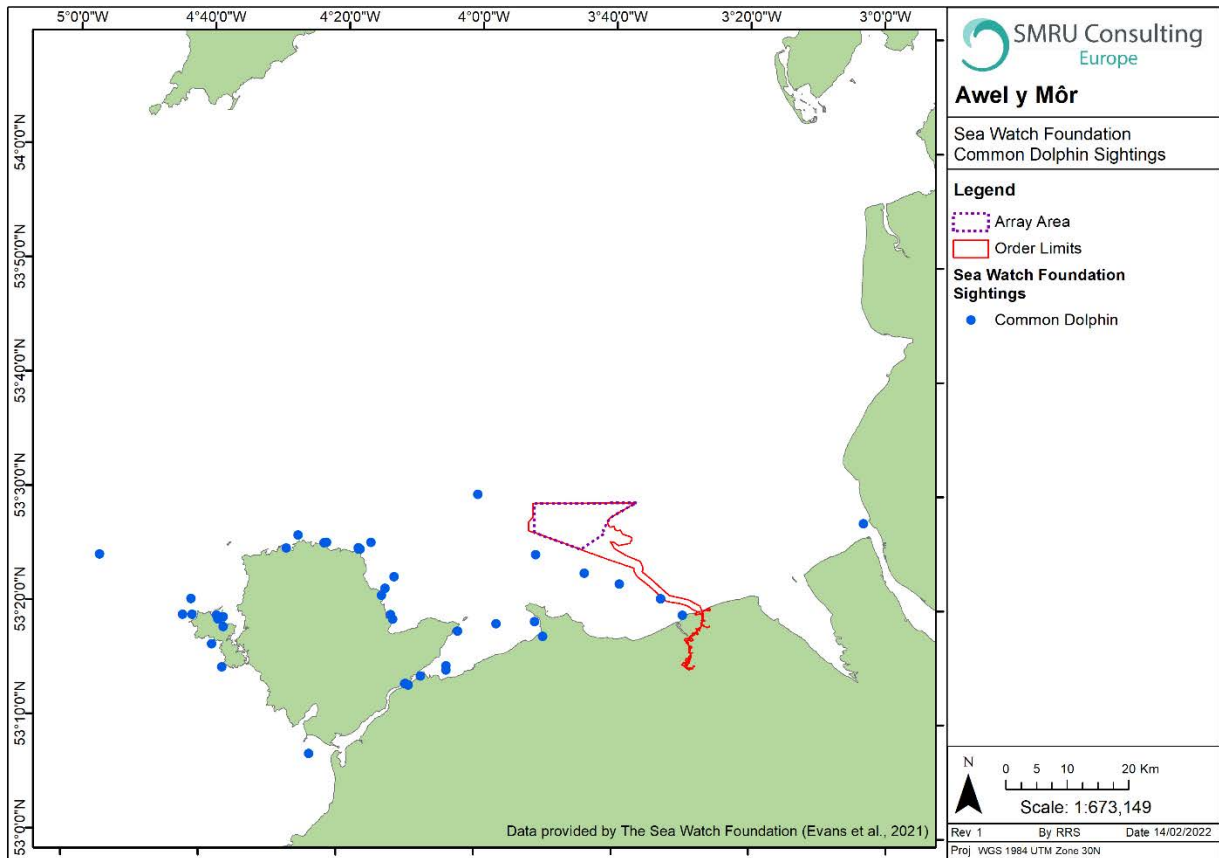 5°0'0"W
4°40'0"W
4°20'0"W
4°0'0"W
3°40'0"W
3°20'0"W
3°0'0"W
54°0'0"N
53°50'0"N
53°40'0"N
53°30'0"N
53°20'0"N
53°10'0"N
53°0'0"N
Data provided by The Sea Watch Foundation (Evans et al., 2021)
SMRU Consulting
Europe
Awel y Môr
Sea Watch Foundation
Common Dolphin Sightings
Legend
Array Area
Order Limits
Sea Watch Foundation
Sightings
Common Dolphin
N
0 5 10 20 Km
Scale: 1:673,149
Rev 1 By RRS Date 14/02/2022
Proj WGS 1984 UTM Zone 30N